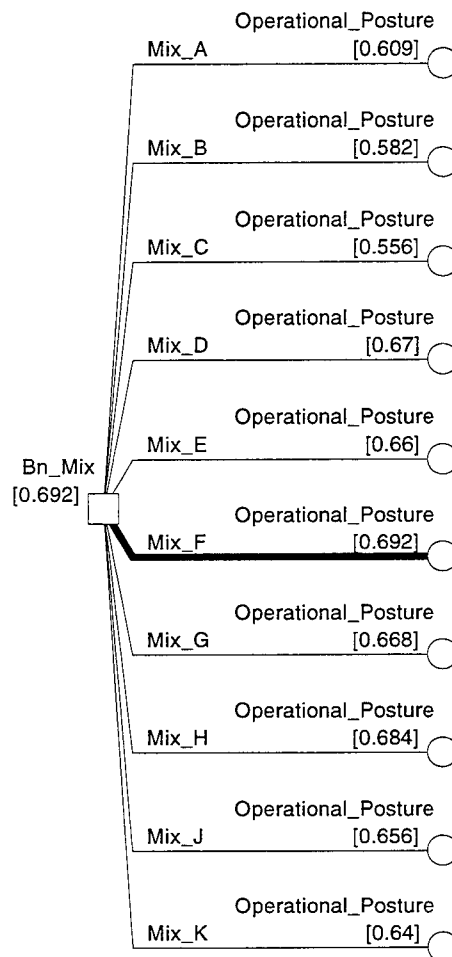 Operational_Posture
Mix_A [0.609]
Operational_Posture
Mix_B [0.582]
Operational_Posture
Mix_C [0.556]
Operational_Posture
Mix_D [0.67]
Operational_Posture
Mix_E [0.66]
Bn_Mix
[0.692]
Operational_Posture
Mix_F [0.692]
Operational_Posture
Mix_G [0.668]
Operational_Posture
Mix_H [0.684]
Operational_Posture
Mix_J [0.656]
Operational_Posture
Mix_K [0.64]